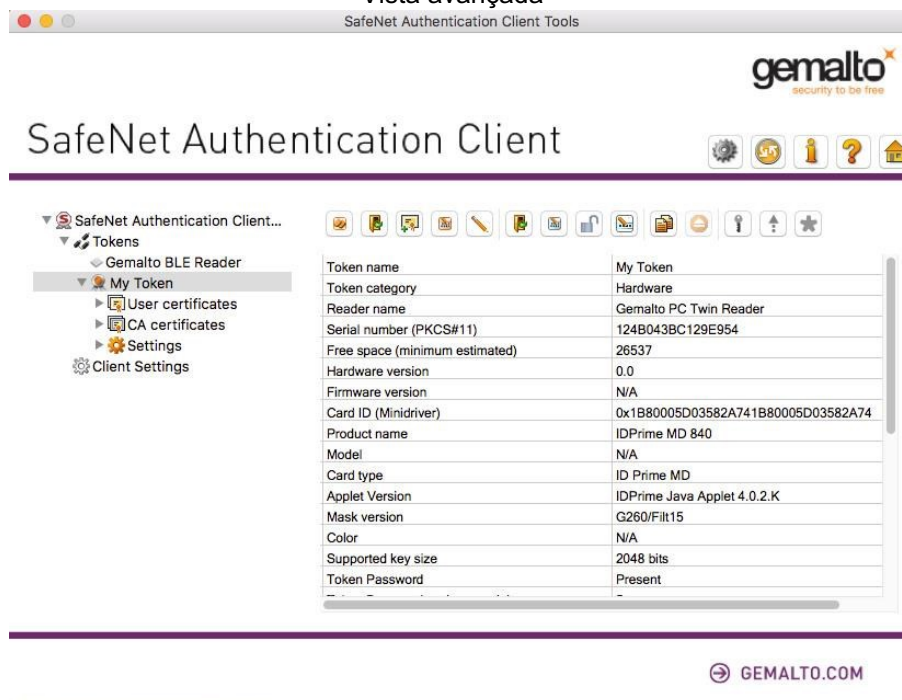 Vista avançada
SafeNet Authentication Client Tools
gemalto
security to be free
SafeNet Authentication Client
SafeNet Authentication Client...
Tokens
Gemalto BLE Reader
My Token
User certificates
CA certificates
Settings
Client Settings
Token name My Token
Token category Hardware
Reader name Gemalto PC Twin Reader
Serial number (PKCS#11) 124B043BC129E954
Free space (minimum estimated) 26537
Hardware version 0.0
Firmware version N/A
Card ID (Minidriver) 0x1B80005D03582A741B80005D03582A74
Product name IDPrime MD 840
Model N/A
Card type ID Prime MD
Applet Version IDPrime Java Applet 4.0.2.K
Mask version G260/Filt15
Color N/A
Supported key size 2048 bits
Token Password Present
GEMALTO.COM